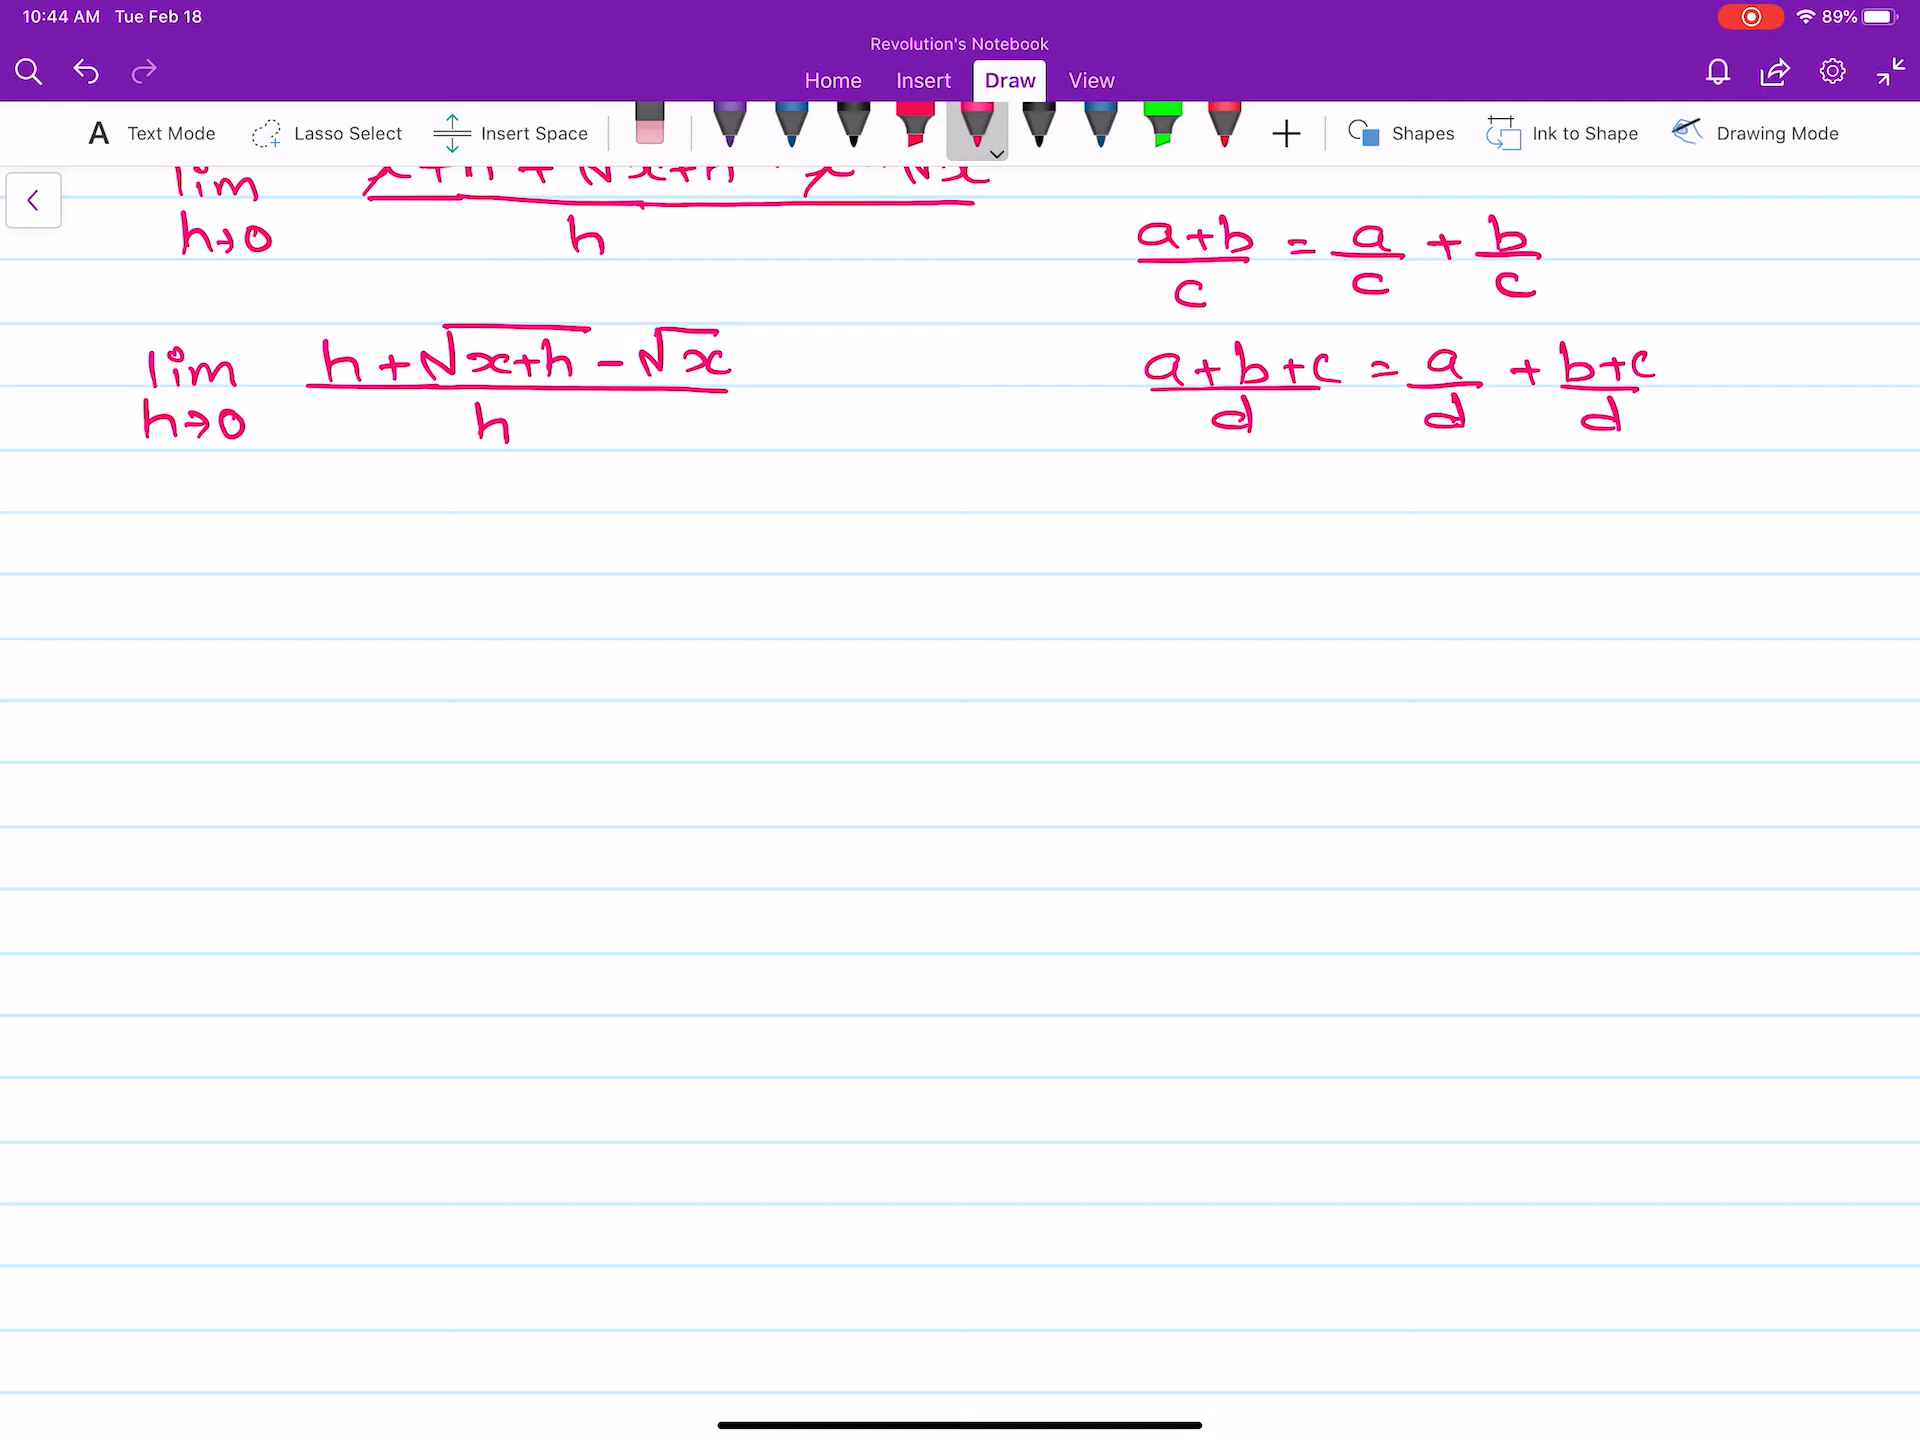 10:44 AM Tue Feb 18 89%
Revolution's Notebook
Home Insert Draw View
A Text Mode Lasso Select Insert Space Shapes Ink to Shape Drawing Mode
lim x+h + √x+h - x - √x
h→0 h
a+b = a + b
c c c
lim h+√x+h - √x
h→0 h
a+b+c = a + b+c
d d d